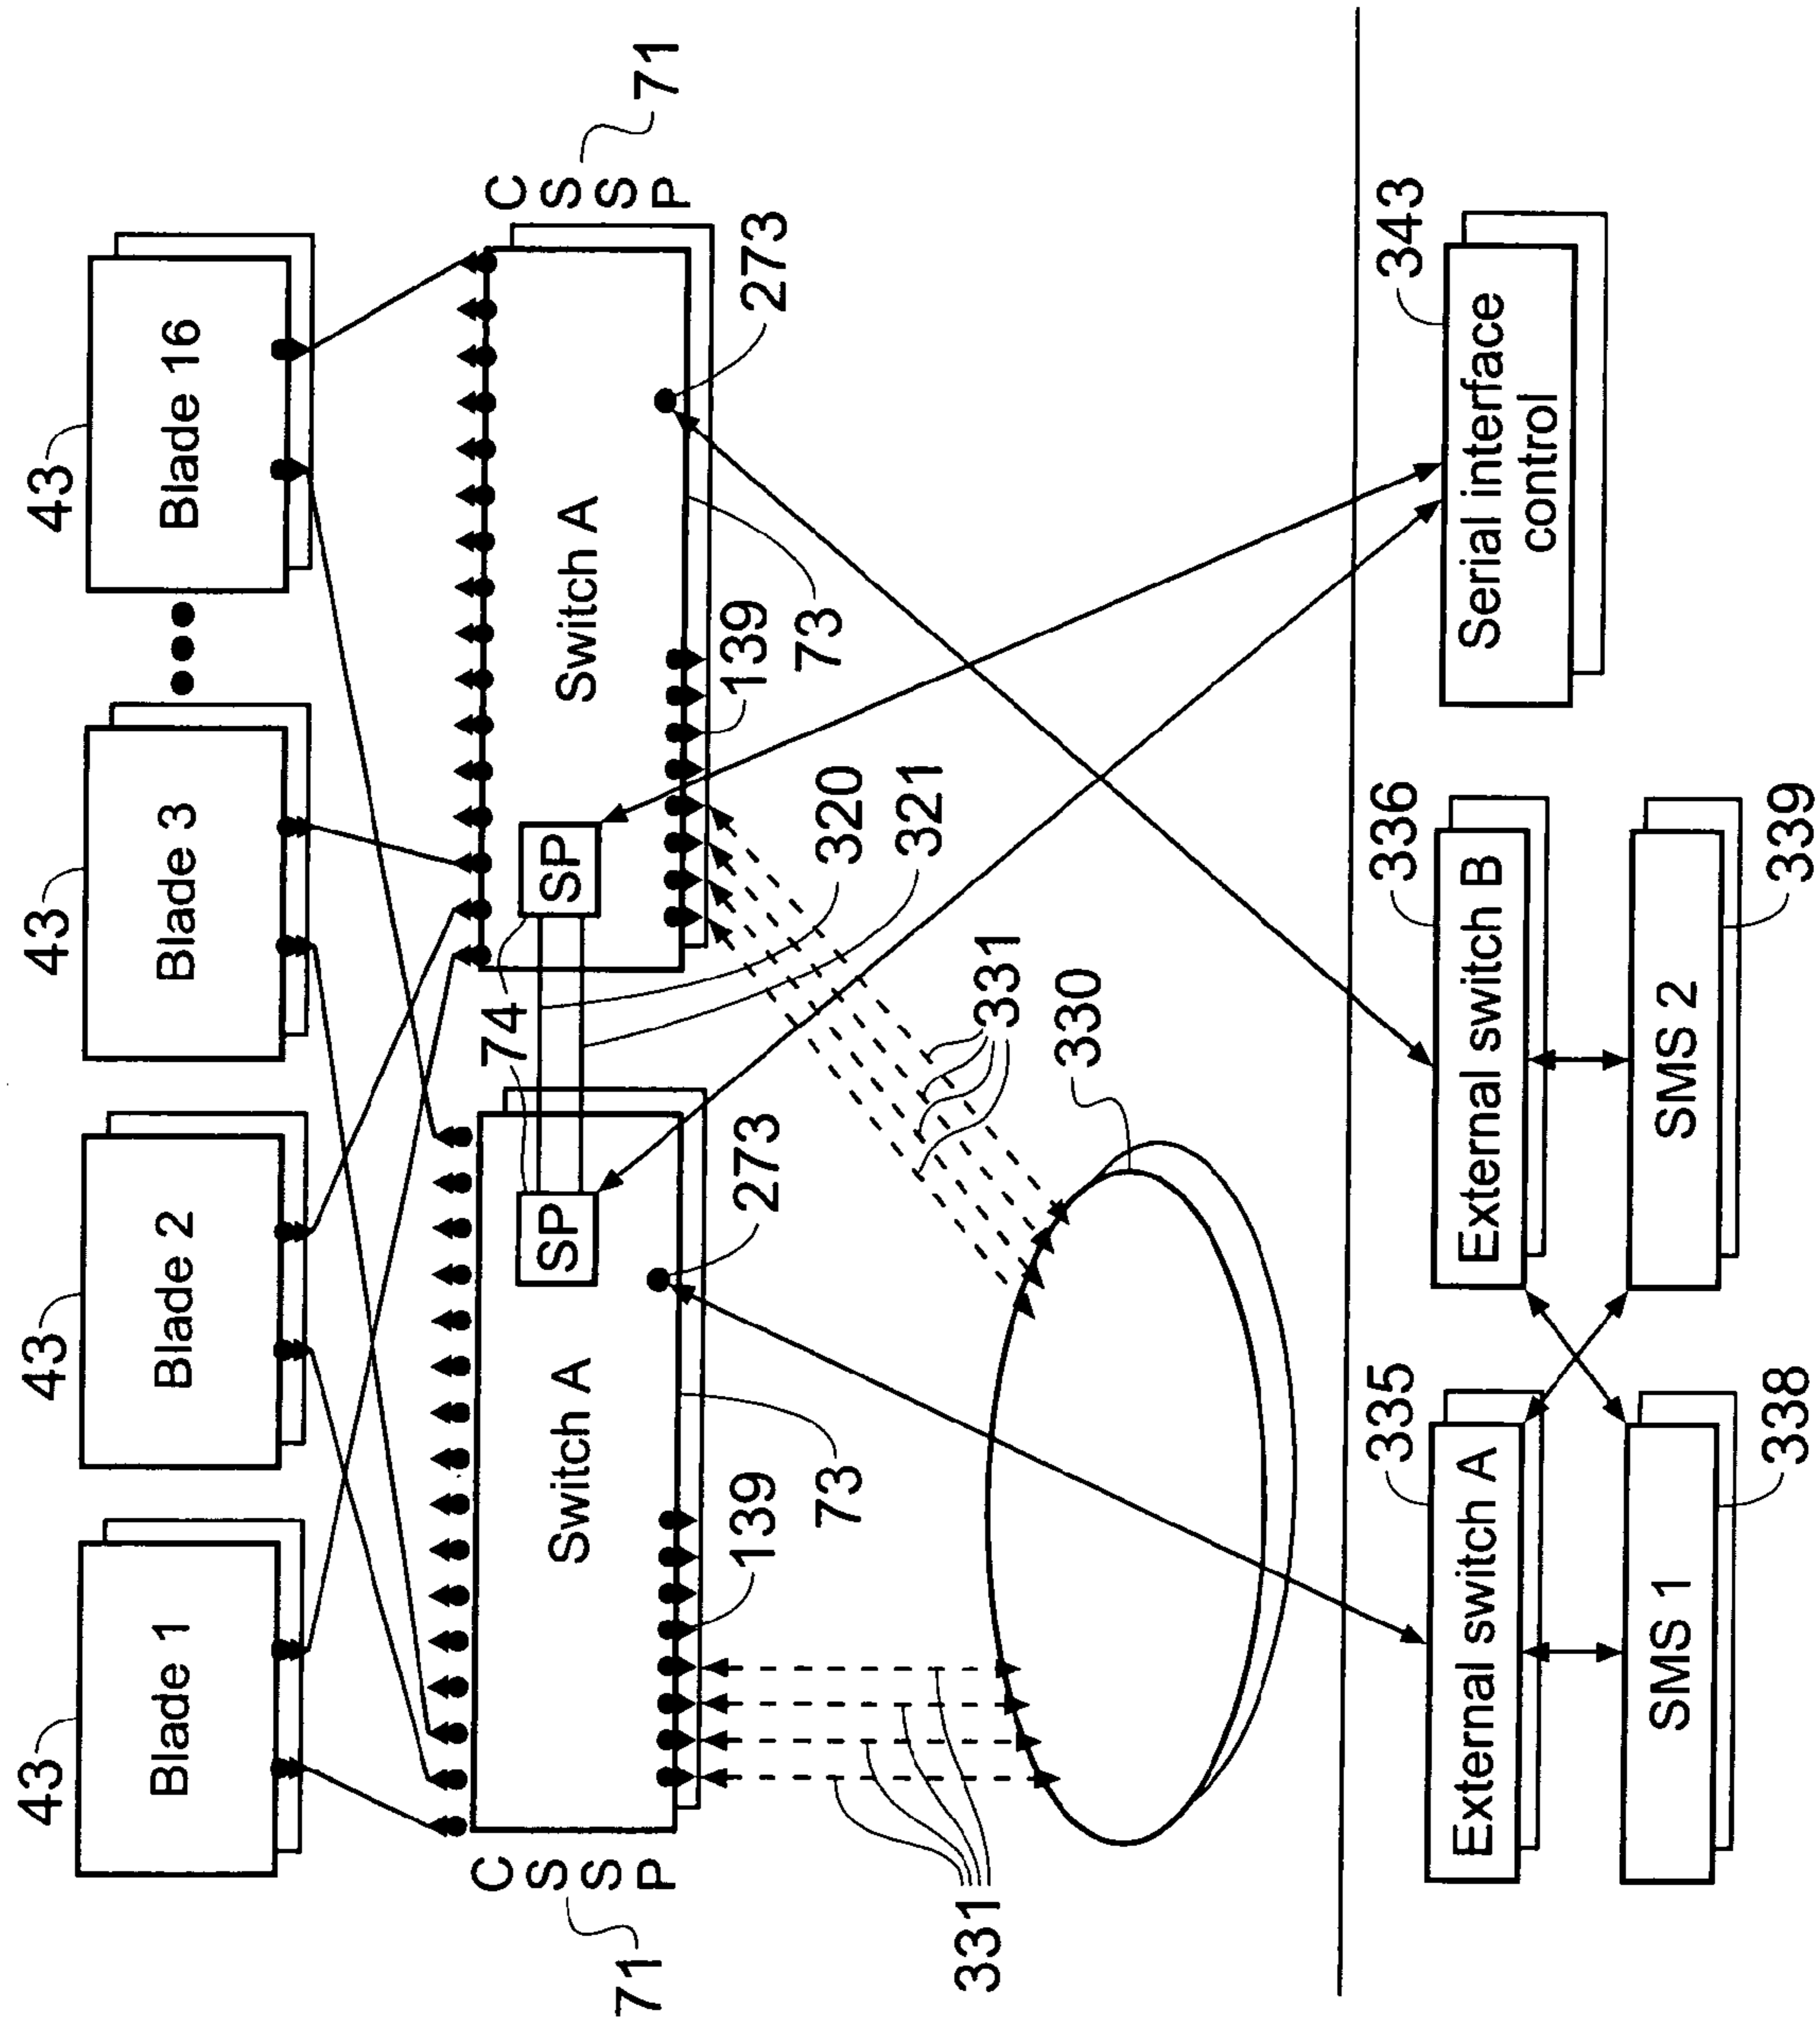 43
43
43
43
Blade 1
Blade 2
Blade 3
Blade 16
71
C
S
S
P
Switch A
SP
74
SP
Switch A
C
S
S
P
71
273
273
320
321
73
139
73
139
331
331
330
335
336
343
External switch A
External switch B
Serial interface
control
SMS 1
SMS 2
338
339